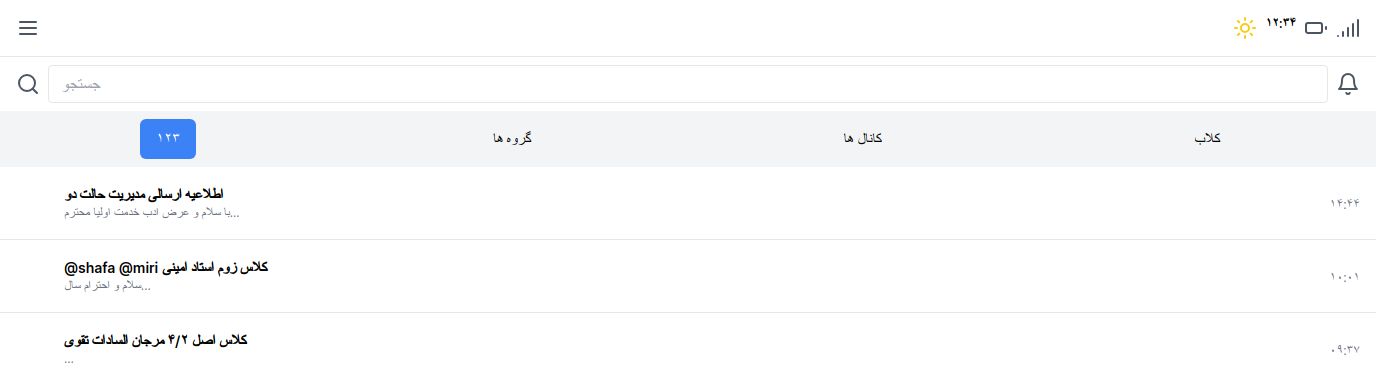 ۱۲:۳۴
جستجو
۱۲۳
گروه ها
کانال ها
کلاب
اطلاعیه ارسالی مدیریت حالت دو
۱۴:۴۴
با سلام و عرض ادب خدمت اولیا محترم...
کلاس زوم استاد امینی @shafa @miri
۱۰:۰۱
سلام و احترام سال...
کلاس اصل ۴/۲ مرجان السادات تقوی
۰۹:۳۷
...